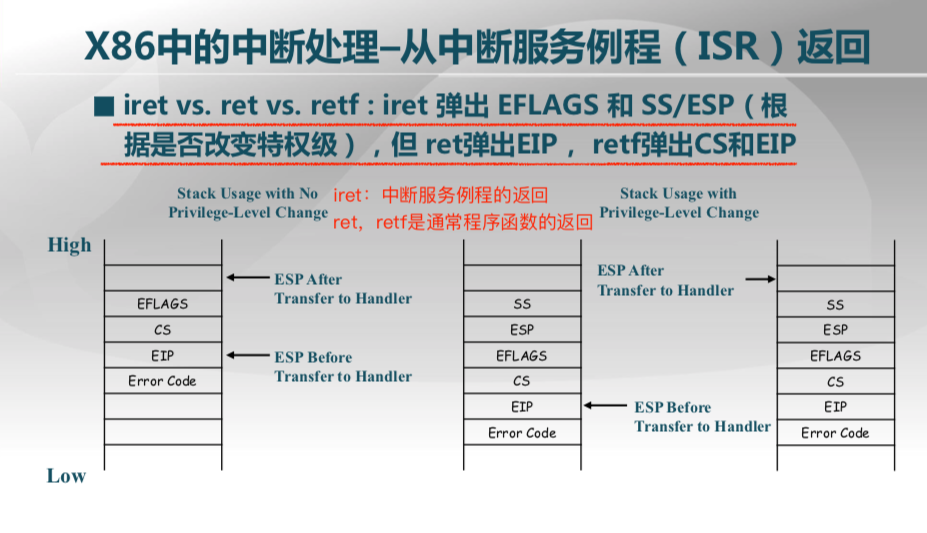 X86中的中断处理–从中断服务例程（ISR）返回
■ iret vs. ret vs. retf : iret 弹出 EFLAGS 和 SS/ESP（根
据是否改变特权级），但 ret弹出EIP ， retf弹出CS和EIP
Stack Usage with No
Privilege-Level Change
iret：中断服务例程的返回
ret，retf是通常程序函数的返回
Stack Usage with
Privilege-Level Change
High
ESP After
Transfer to Handler
EFLAGS
CS
EIP
Error Code
ESP Before
Transfer to Handler
SS
ESP
EFLAGS
CS
EIP
Error Code
ESP Before
Transfer to Handler
ESP After
Transfer to Handler
SS
ESP
EFLAGS
CS
EIP
Error Code
Low